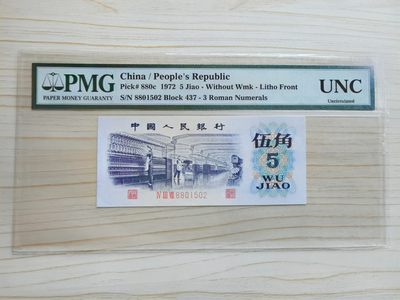 PMG
PAPER MONEY GUARANTY
China / People's Republic
Pick# 880c 1972 5 Jiao - Without Wmk - Litho Front
S/N 8801502 Block 437 - 3 Roman Numerals
UNC
Uncirculated
中國人民銀行
伍角
5
WU
JIAO
8801502